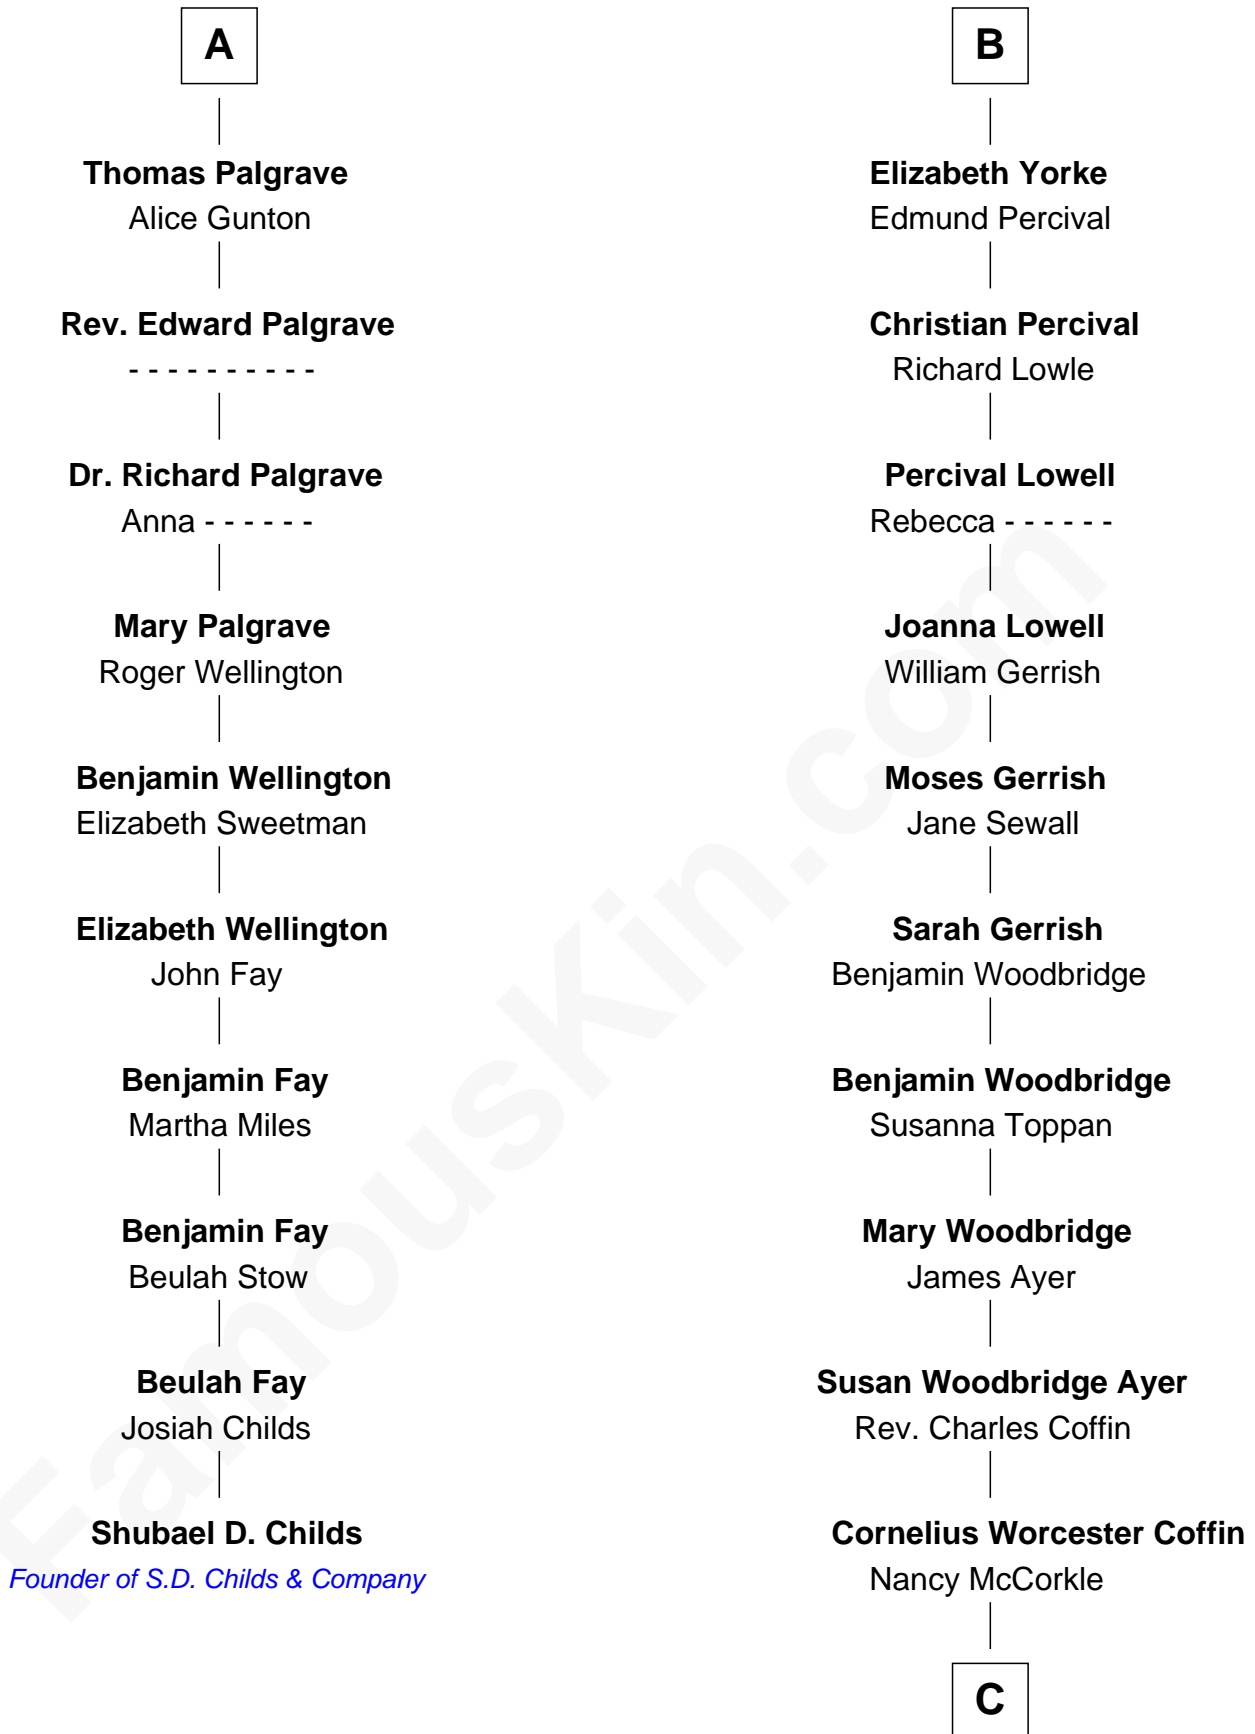 A
Thomas Palgrave
Alice Gunton
Rev. Edward Palgrave
- - - - - - - - - -
Dr. Richard Palgrave
Anna - - - - - -
Mary Palgrave
Roger Wellington
Benjamin Wellington
Elizabeth Sweetman
Elizabeth Wellington
John Fay
Benjamin Fay
Martha Miles
Benjamin Fay
Beulah Stow
Beulah Fay
Josiah Childs
Shubael D. Childs
Founder of S.D. Childs & Company
B
Elizabeth Yorke
Edmund Percival
Christian Percival
Richard Lowle
Percival Lowell
Rebecca - - - - - -
Joanna Lowell
William Gerrish
Moses Gerrish
Jane Sewall
Sarah Gerrish
Benjamin Woodbridge
Benjamin Woodbridge
Susanna Toppan
Mary Woodbridge
James Ayer
Susan Woodbridge Ayer
Rev. Charles Coffin
Cornelius Worcester Coffin
Nancy McCorkle
C
FamousKin.com